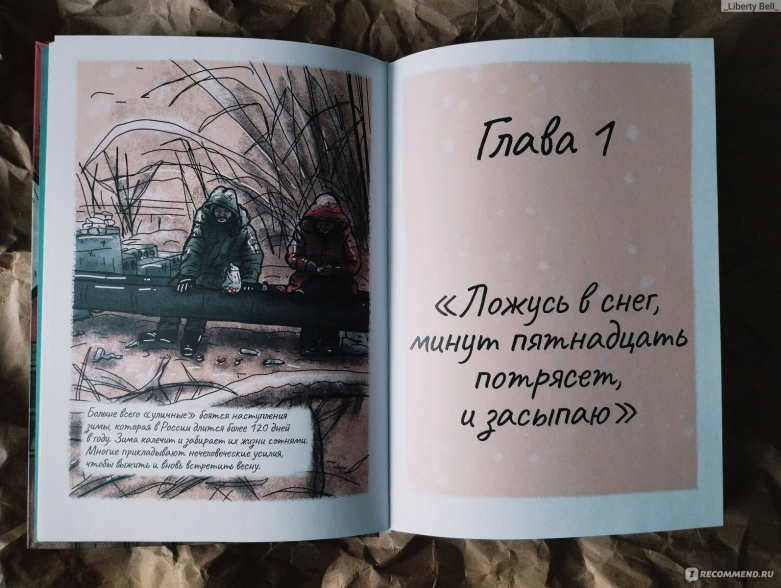 _Liberty Bell_
Больше всего «уличные» боятся наступления
зимы, которая в России длится более 120 дней
в году. Зима калечит и забирает их жизни сотнями.
Многие прикладывают нечеловеческие усилия,
чтобы выжить и вновь встретить весну.
Глава 1
«Ложусь в снег,
минут пятнадцать
потрясет,
и засыпаю»
RECOMMEND.RU